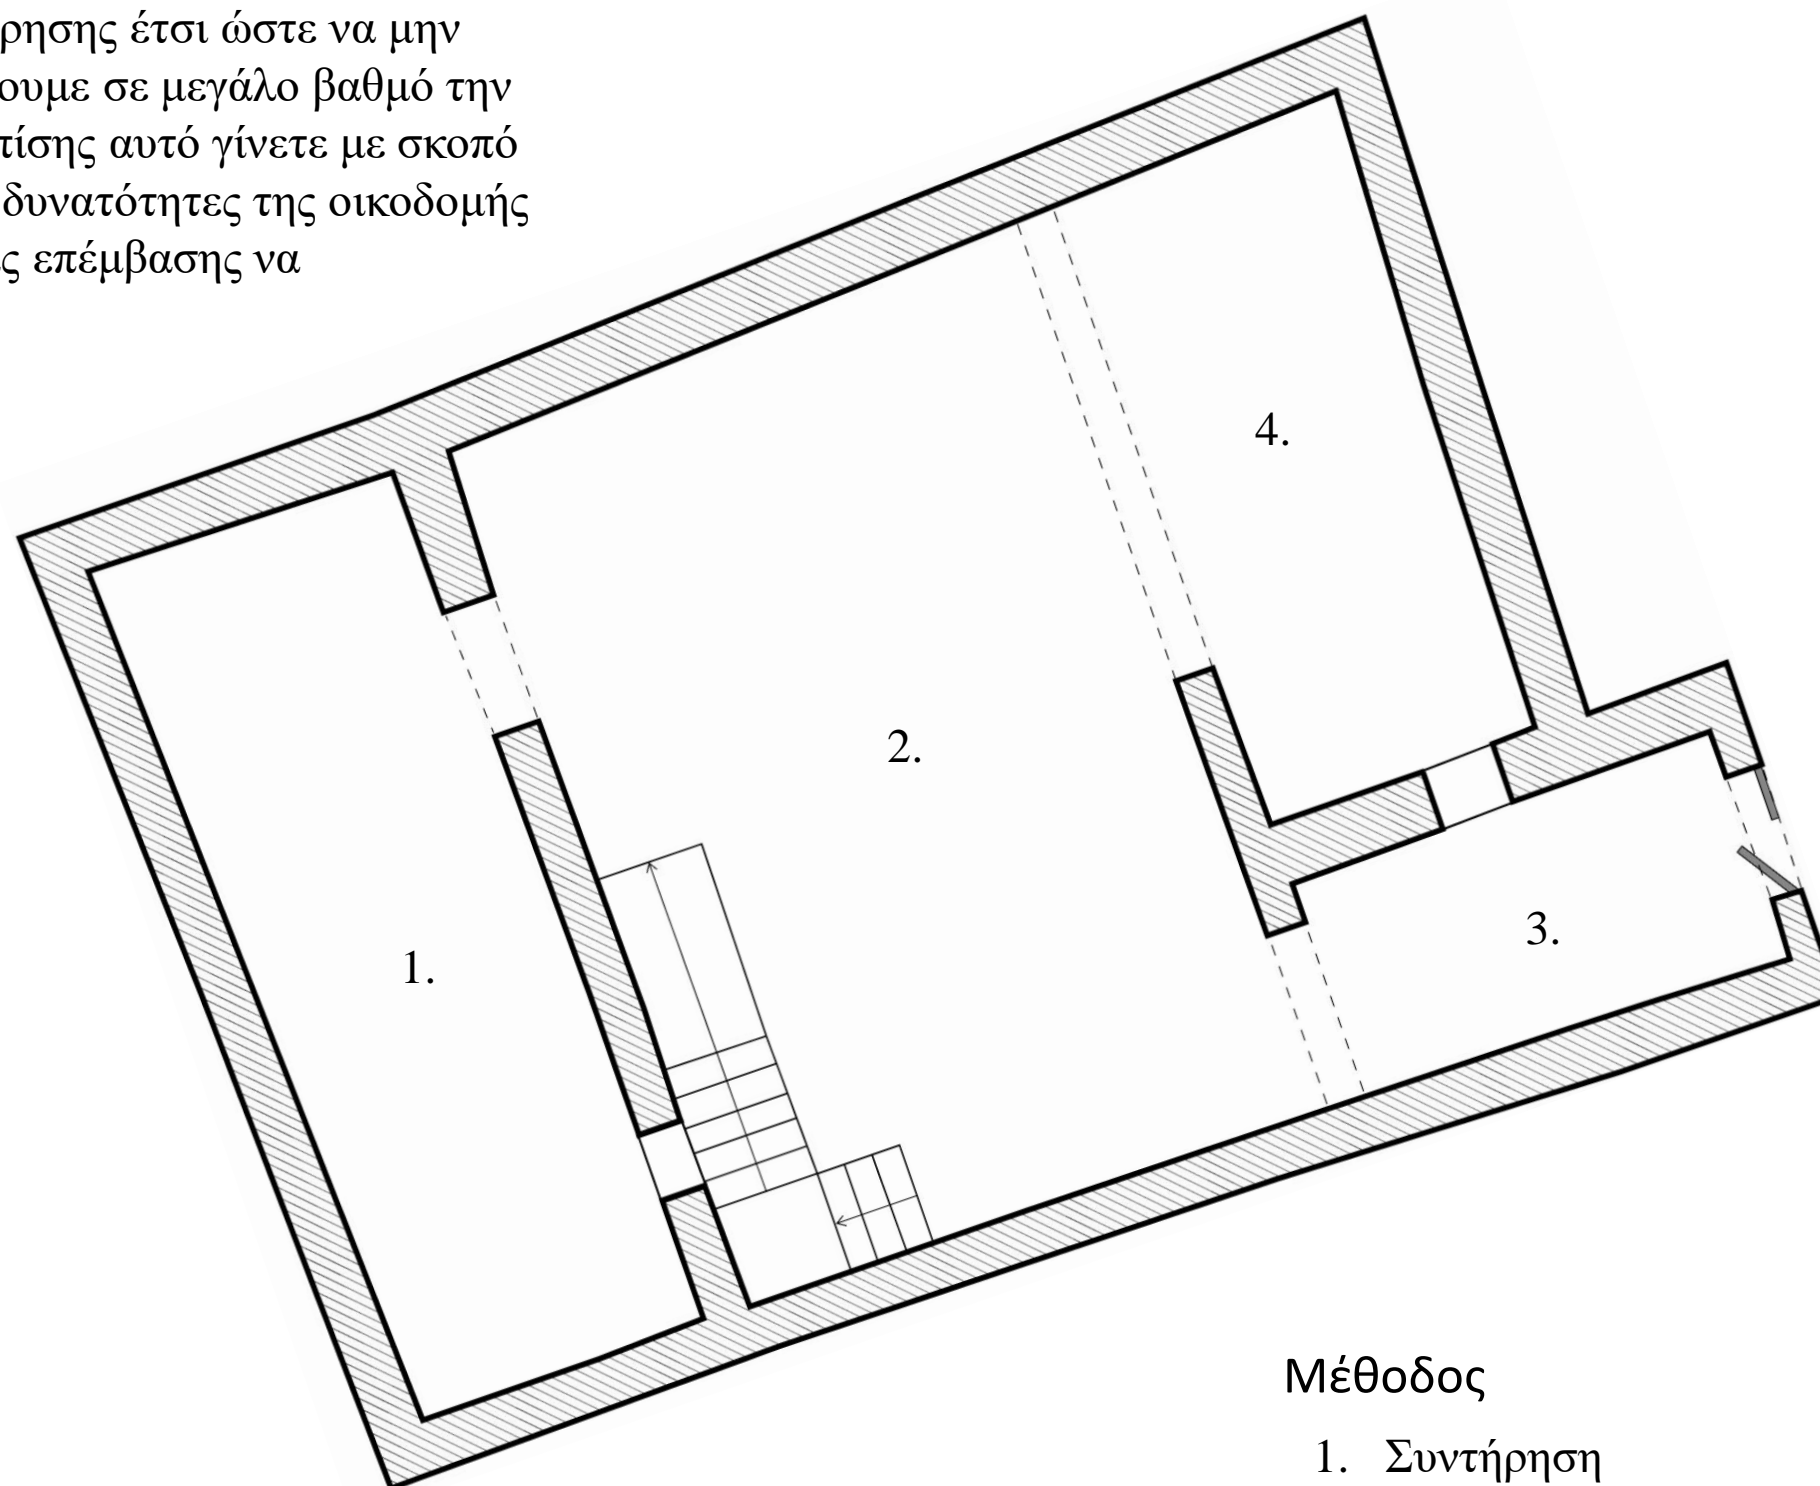 ρησης έτσι ώστε να μην
ουμε σε μεγάλο βαθμό την
πίσης αυτό γίνετε με σκοπό
δυνατότητες της οικοδομής
ς επέμβασης να
4.
2.
3.
1.
Μέθοδος
1. Συντήρηση